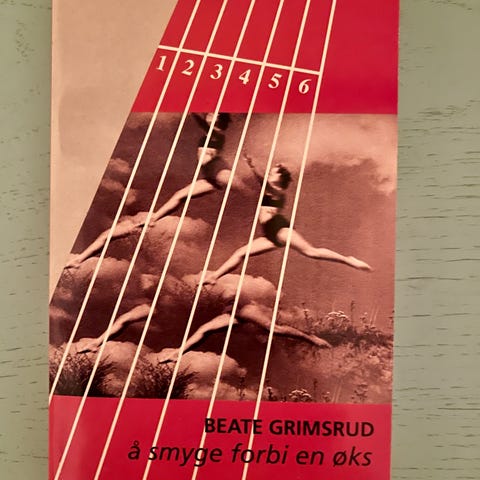 1 2 3 4 5 6
BEATE GRIMSRUD
å smyge forbi en øks